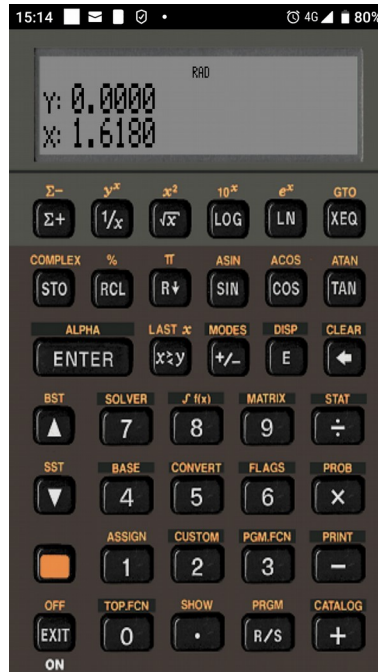 15:14 4G 80%
RAD
Y: 0.0000
X: 1.6180
Σ− yˣ x² 10ˣ eˣ GTO
Σ+ 1/x √x LOG LN XEQ
COMPLEX % π ASIN ACOS ATAN
STO RCL R↓ SIN COS TAN
ALPHA LAST x MODES DISP CLEAR
ENTER x≷y +/− E
BST SOLVER ∫ f(x) MATRIX STAT
7 8 9 ÷
SST BASE CONVERT FLAGS PROB
4 5 6 ×
ASSIGN CUSTOM PGM.FCN PRINT
1 2 3 −
OFF TOP.FCN SHOW PRGM CATALOG
EXIT 0 · R/S +
ON